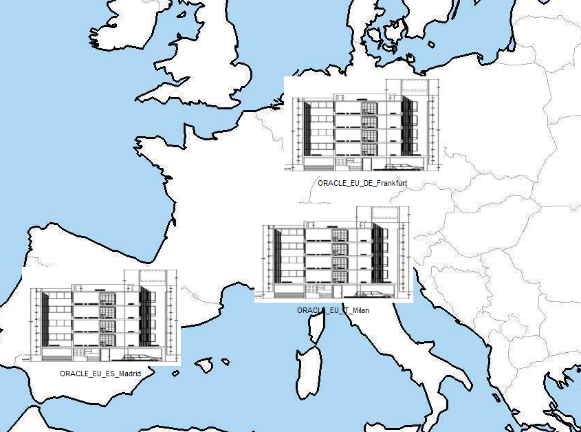 ORACLE_EU_DE_Frankfurt
ORACLE_EU_IT_Milan
ORACLE_EU_ES_Madrid